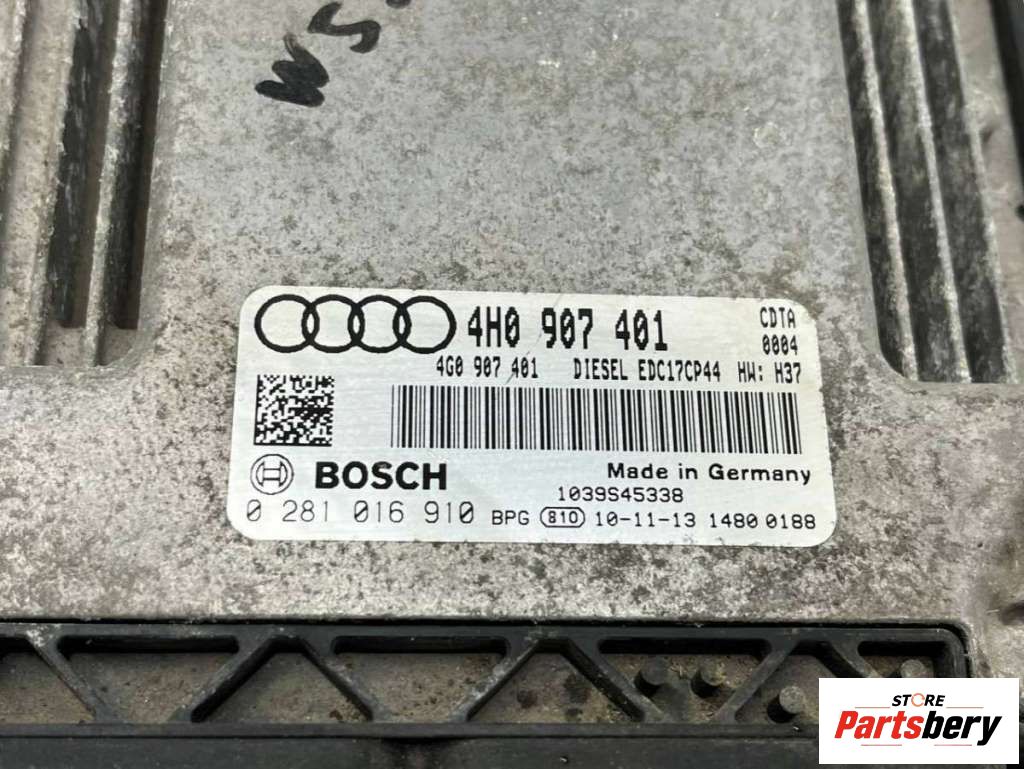 WS
4H0 907 401
CDTA
0004
4G0 907 401 DIESEL EDC17CP44 HW: H37
BOSCH
Made in Germany
1039S45338
0 281 016 910 BPG 810 10-11-13 1480 0188
STORE
Partsbery